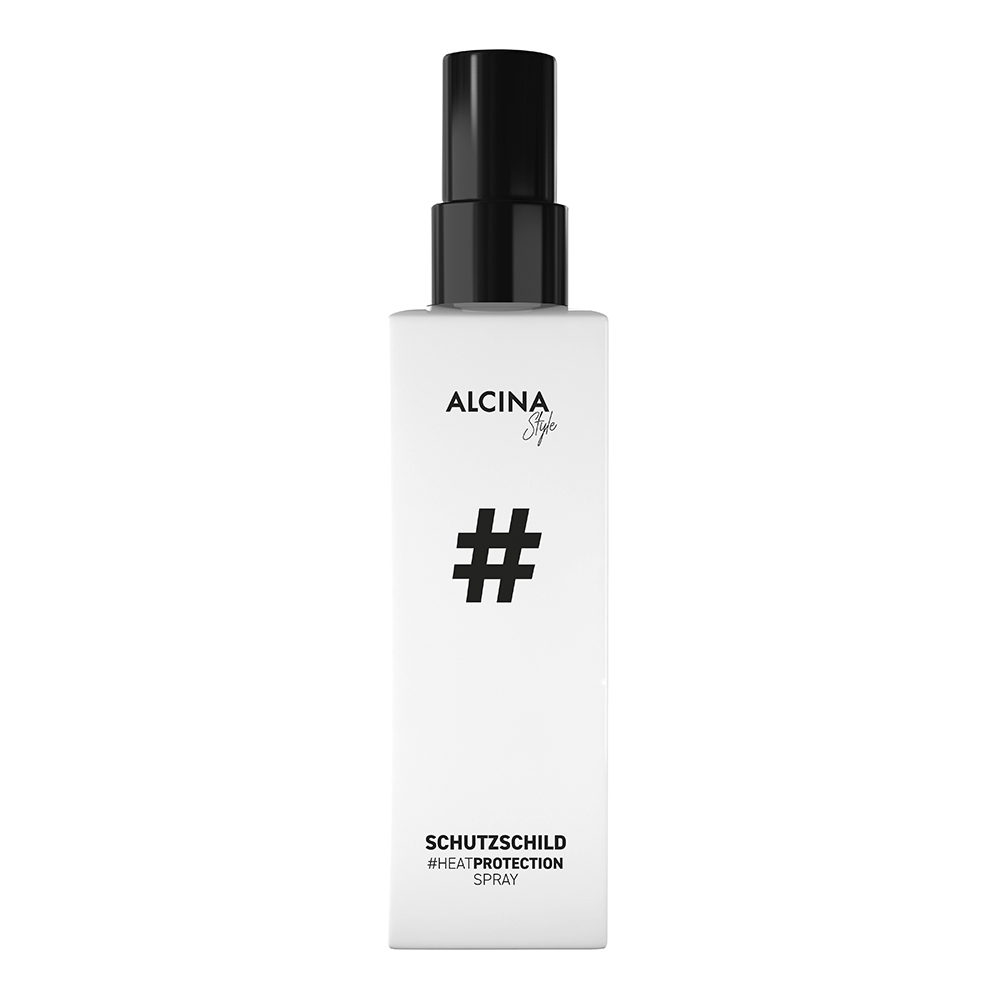 ALCINA
Style
#
SCHUTZSCHILD
#HEATPROTECTION
SPRAY